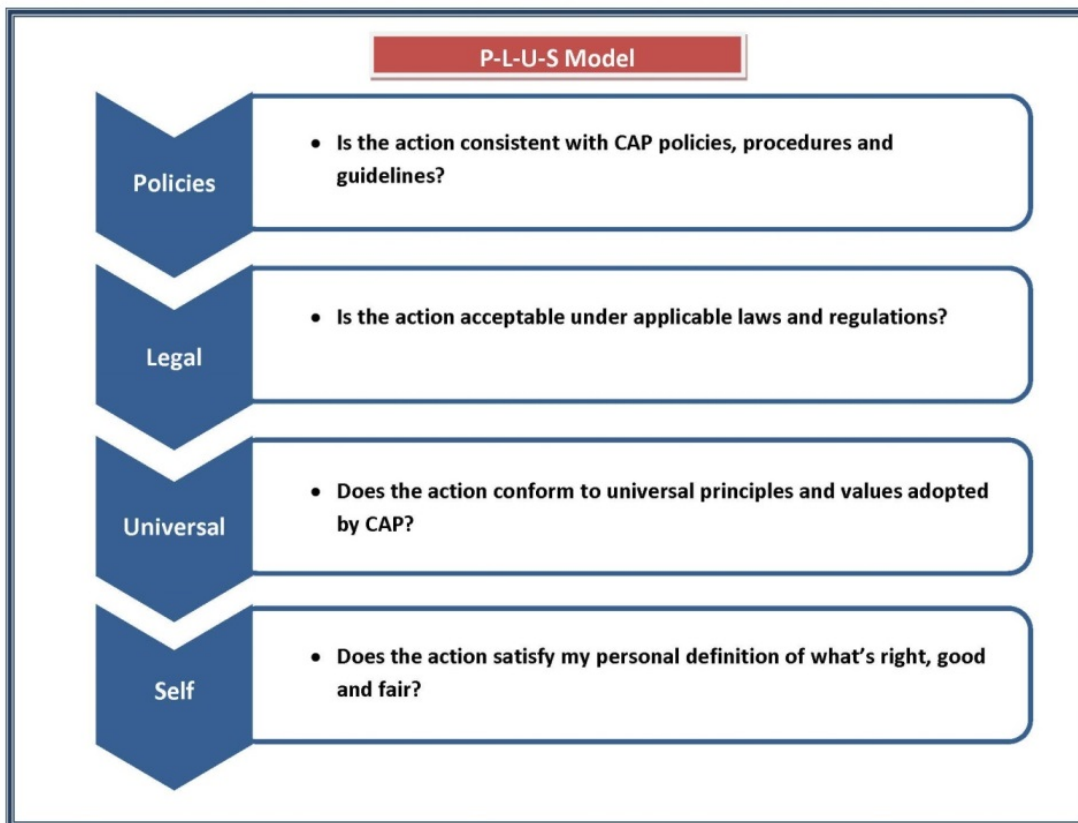 P-L-U-S Model
Policies
• Is the action consistent with CAP policies, procedures and
guidelines?
Legal
• Is the action acceptable under applicable laws and regulations?
Universal
• Does the action conform to universal principles and values adopted
by CAP?
Self
• Does the action satisfy my personal definition of what’s right, good
and fair?